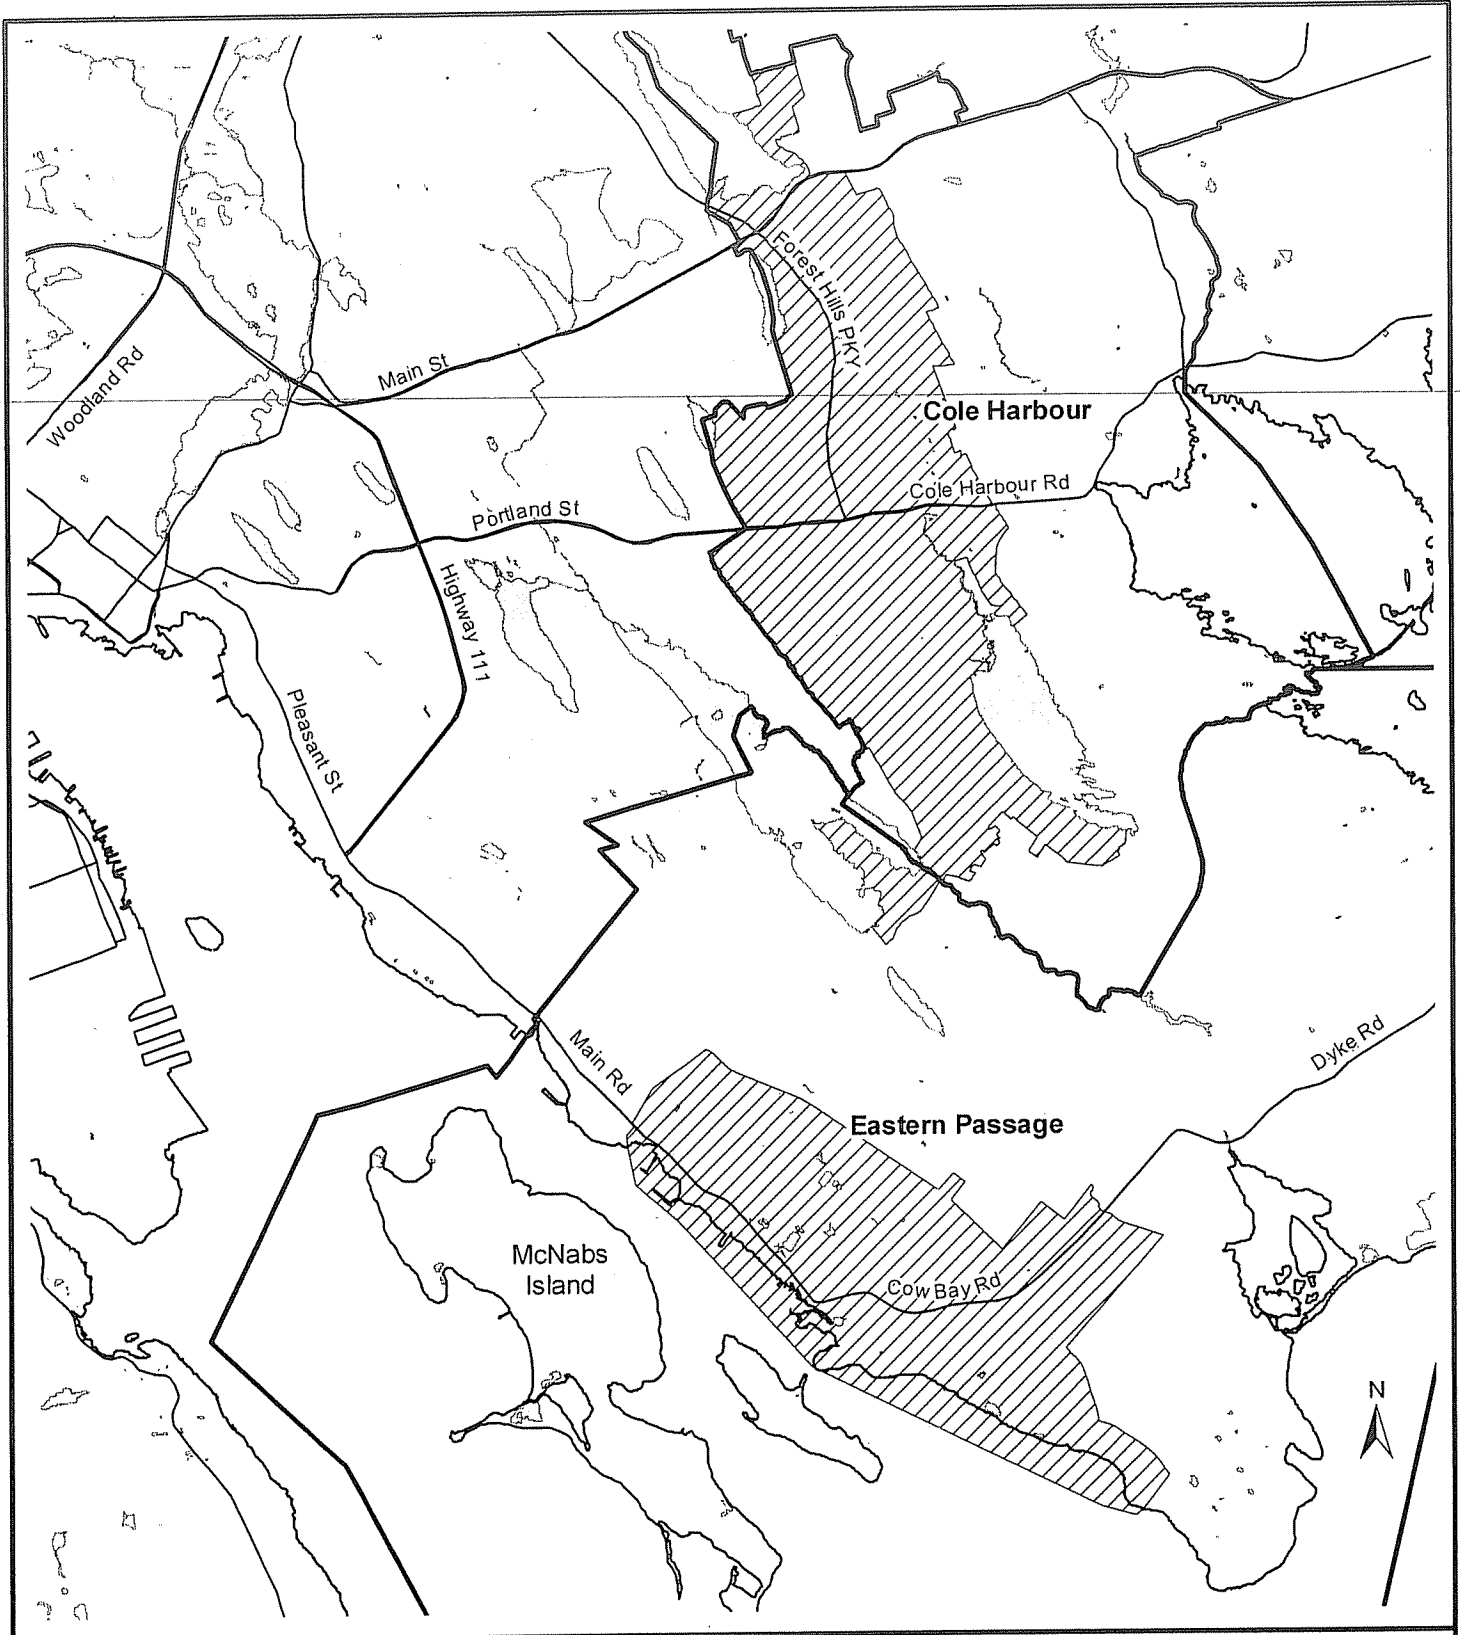 Forest Hills PKY
Main St
Woodland Rd
Cole Harbour
Cole Harbour Rd
Portland St
Highway 111
Pleasant St
Main Rd
Dyke Rd
Eastern Passage
McNabs
Island
Cow Bay Rd
N